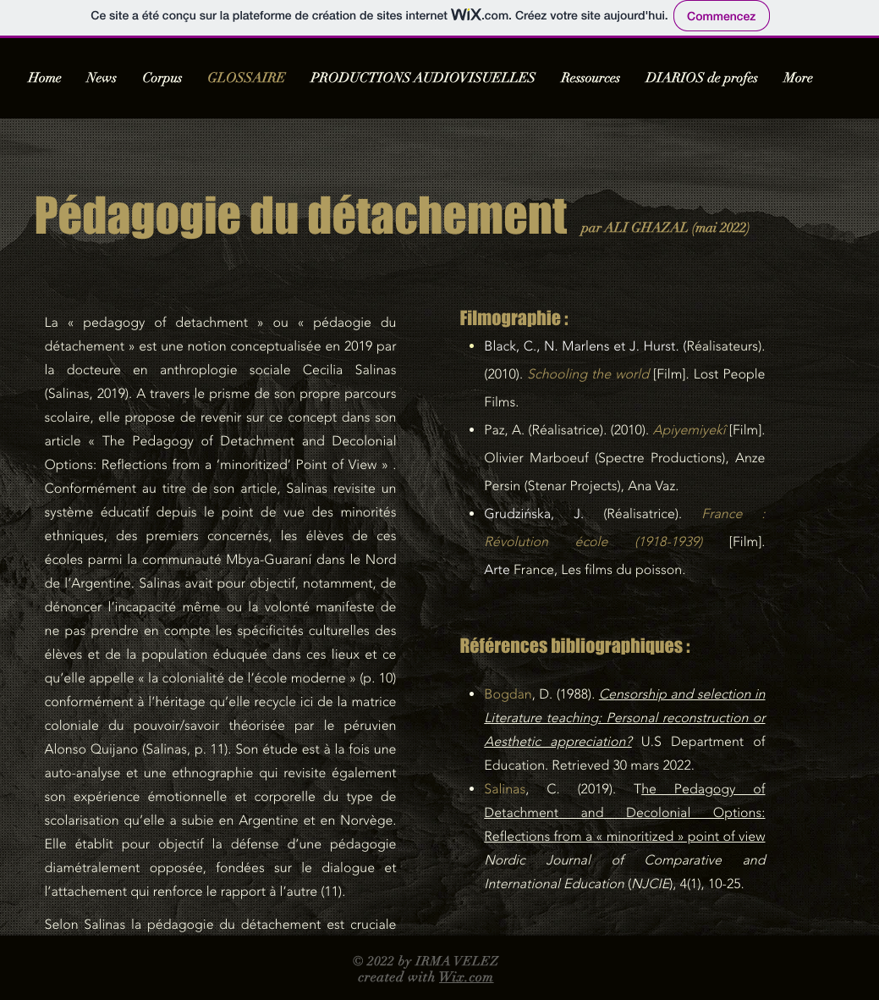 Ce site a été conçu sur la plateforme de création de sites internet WiX.com. Créez votre site aujourd'hui. Commencez
Home News Corpus GLOSSAIRE PRODUCTIONS AUDIOVISUELLES Ressources DIARIOS de profes More
Pédagogie du détachement par ALI GHAZAL (mai 2022)
La « pedagogy of detachment » ou « pédaogie du
détachement » est une notion conceptualisée en 2019 par
la docteure en anthroplogie sociale Cecilia Salinas
(Salinas, 2019). A travers le prisme de son propre parcours
scolaire, elle propose de revenir sur ce concept dans son
article « The Pedagogy of Detachment and Decolonial
Options: Reflections from a ‘minoritized’ Point of View » .
Conformément au titre de son article, Salinas revisite un
système éducatif depuis le point de vue des minorités
ethniques, des premiers concernés, les élèves de ces
écoles parmi la communauté Mbya-Guaraní dans le Nord
de l’Argentine. Salinas avait pour objectif, notamment, de
dénoncer l’incapacité même ou la volonté manifeste de
ne pas prendre en compte les spécificités culturelles des
élèves et de la population éduquée dans ces lieux et ce
qu’elle appelle « la colonialité de l’école moderne » (p. 10)
conformément à l’héritage qu’elle recycle ici de la matrice
coloniale du pouvoir/savoir théorisée par le péruvien
Alonso Quijano (Salinas, p. 11). Son étude est à la fois une
auto-analyse et une ethnographie qui revisite également
son expérience émotionnelle et corporelle du type de
scolarisation qu’elle a subie en Argentine et en Norvège.
Elle établit pour objectif la défense d’une pédagogie
diamétralement opposée, fondées sur le dialogue et
l’attachement qui renforce le rapport à l’autre (11).
Selon Salinas la pédagogie du détachement est cruciale
Filmographie :
• Black, C., N. Marlens et J. Hurst. (Réalisateurs).
(2010). Schooling the world [Film]. Lost People
Films.
• Paz, A. (Réalisatrice). (2010). Apiyemiyekî [Film].
Olivier Marboeuf (Spectre Productions), Anze
Persin (Stenar Projects), Ana Vaz.
• Grudzińska, J. (Réalisatrice). France :
Révolution école (1918-1939) [Film].
Arte France, Les films du poisson.
Référénces bibliographiques :
• Bogdan, D. (1988). Censorship and selection in
Literature teaching: Personal reconstruction or
Aesthetic appreciation? U.S Department of
Education. Retrieved 30 mars 2022.
• Salinas, C. (2019). The Pedagogy of
Detachment and Decolonial Options:
Reflections from a « minoritized » point of view
Nordic Journal of Comparative and
International Education (NJCIE), 4(1), 10-25.
© 2022 by IRMA VELEZ
created with Wix.com